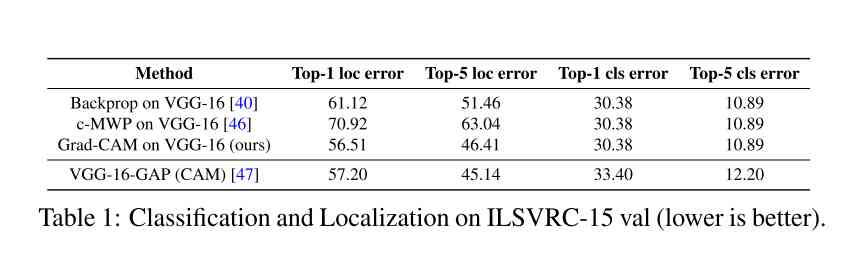 Method Top-1 loc error Top-5 loc error Top-1 cls error Top-5 cls error
Backprop on VGG-16 [40] 61.12 51.46 30.38 10.89
c-MWP on VGG-16 [46] 70.92 63.04 30.38 10.89
Grad-CAM on VGG-16 (ours) 56.51 46.41 30.38 10.89
VGG-16-GAP (CAM) [47] 57.20 45.14 33.40 12.20
Table 1: Classification and Localization on ILSVRC-15 val (lower is better).